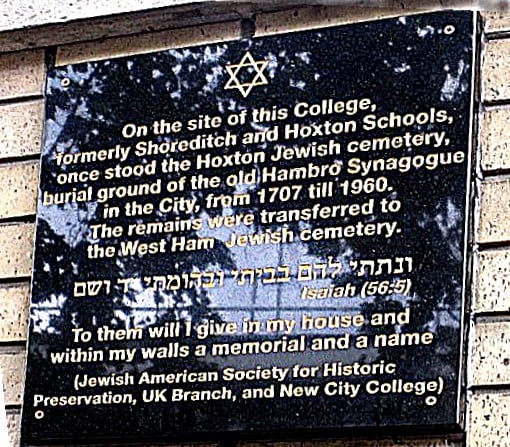 On the site of this College,
formerly Shoreditch and Hoxton Schools,
once stood the Hoxton Jewish cemetery,
burial ground of the old Hambro Synagogue
in the City, from 1707 till 1960.
The remains were transferred to
the West Ham Jewish cemetery.
ונתתי להם בביתי ובחומתי יד ושם
Isaiah (56:5)
To them will I give in my house and
within my walls a memorial and a name
(Jewish American Society for Historic
Preservation, UK Branch, and New City College)